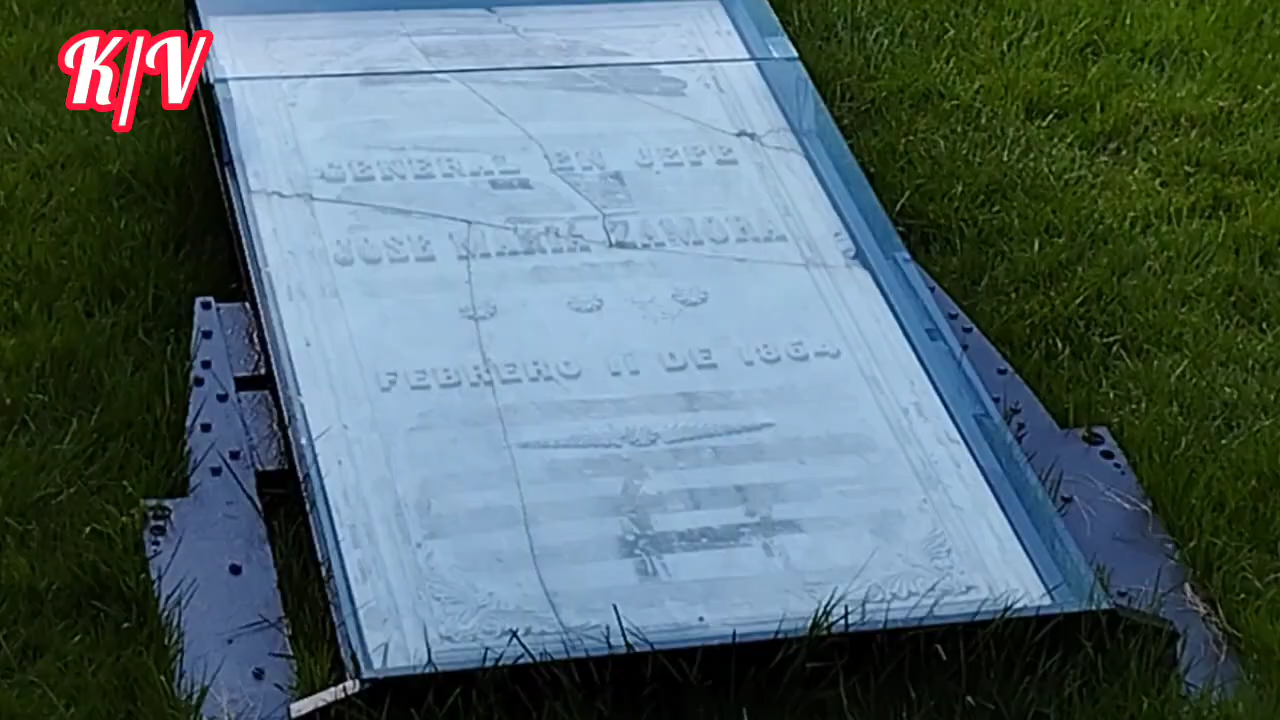 K/V
GENERAL EN JEFE
JOSE MARIA ZAMORA
FEBRERO 11 DE 1864